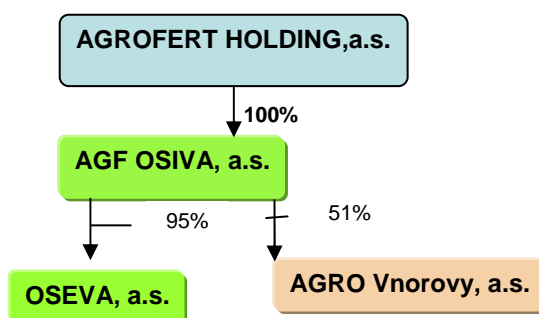 AGROFERT HOLDING,a.s.
100%
AGF OSIVA, a.s.
95%
51%
OSEVA, a.s.
AGRO Vnorovy, a.s.